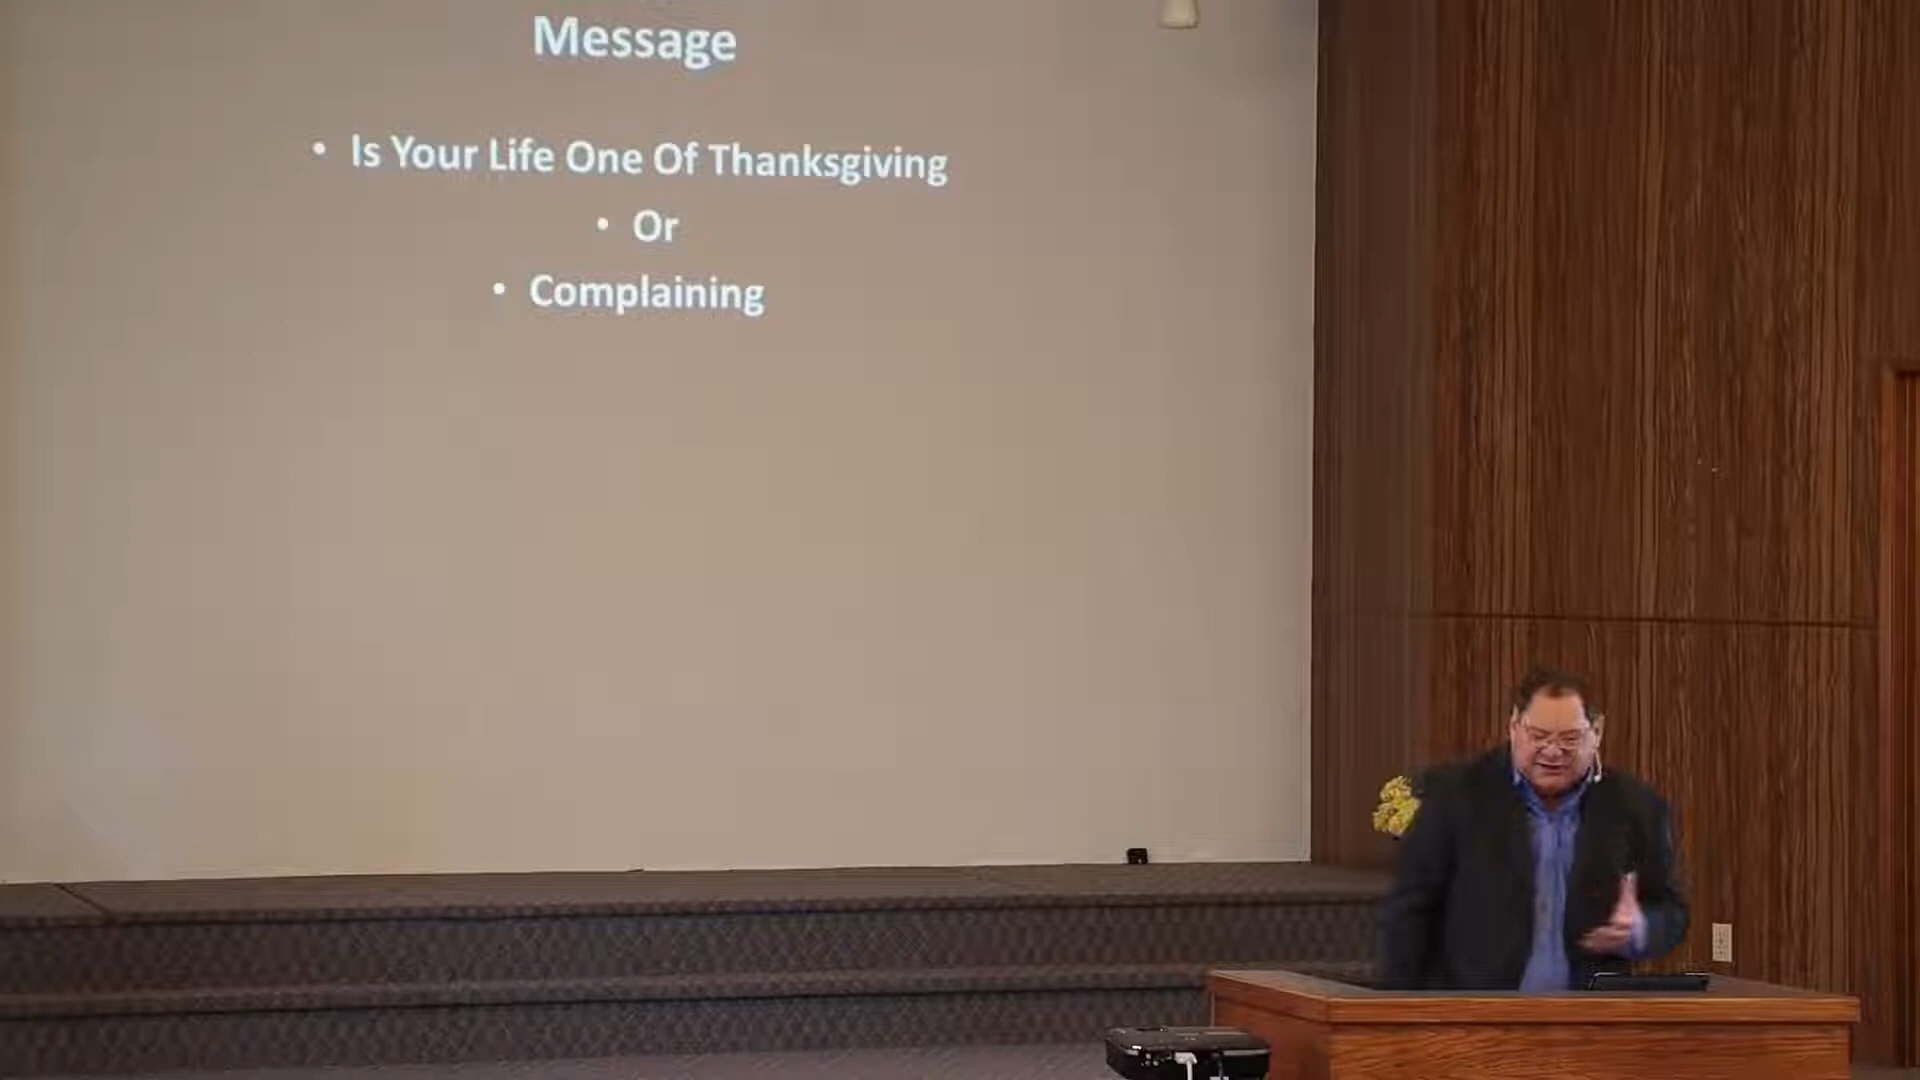 Message
• Is Your Life One Of Thanksgiving
• Or
• Complaining